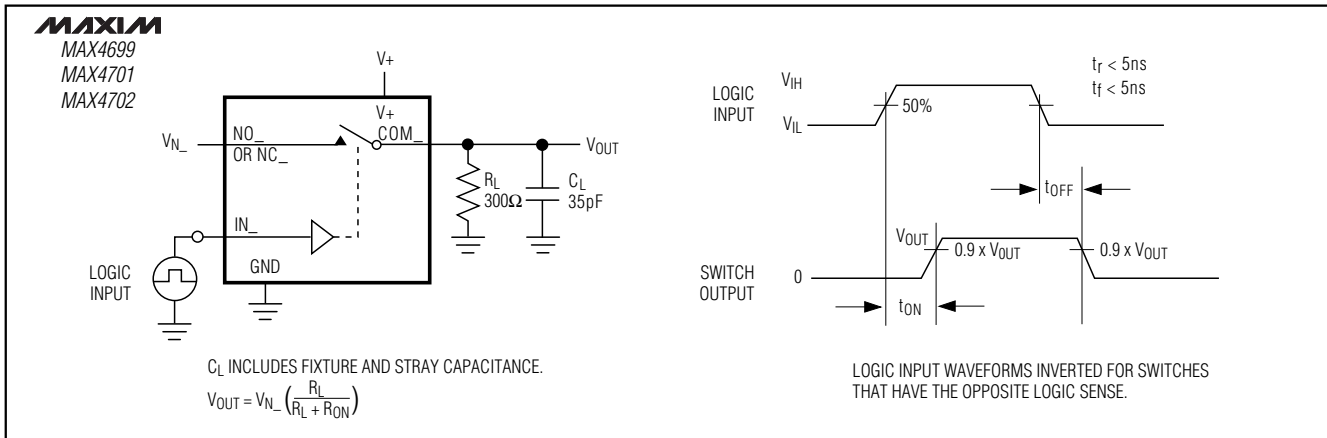 MAXIM
MAX4699
MAX4701
MAX4702
V+
V+
V_N_
NO_
OR NC_
COM_
V_OUT
R_L
300Ω
C_L
35pF
IN_
LOGIC
INPUT
GND
C_L INCLUDES FIXTURE AND STRAY CAPACITANCE.
V_OUT = V_N_ (R_L / (R_L + R_ON))
LOGIC
INPUT
V_IH
V_IL
50%
t_r < 5ns
t_f < 5ns
t_OFF
SWITCH
OUTPUT
V_OUT
0
0.9 x V_OUT
0.9 x V_OUT
t_ON
LOGIC INPUT WAVEFORMS INVERTED FOR SWITCHES
THAT HAVE THE OPPOSITE LOGIC SENSE.